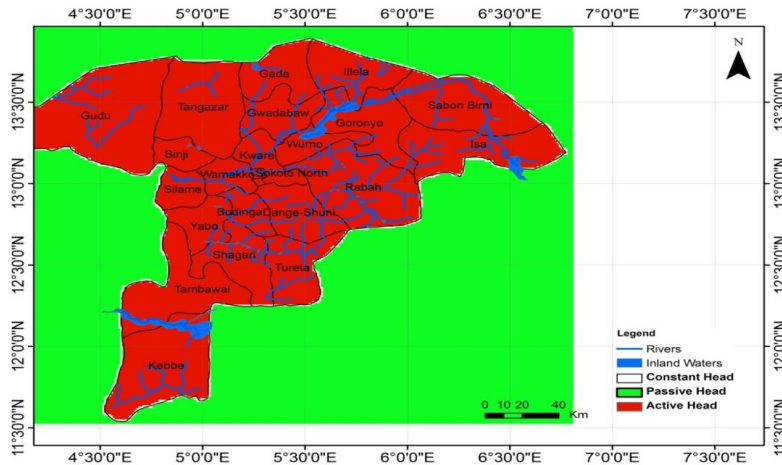 4°30'0"E 5°0'0"E 5°30'0"E 6°0'0"E 6°30'0"E 7°0'0"E 7°30'0"E
N
13°30'0"N
13°0'0"N
12°30'0"N
12°0'0"N
11°30'0"N
13°30'0"N
13°0'0"N
12°30'0"N
12°0'0"N
11°30'0"N
Gada
Illela
Tangazar
Sabon Birni
Gudu
Gwadabaw
Goronyo
Wurno
Isa
Binji
Kware
Wamakko
Sokoto North
Silame
Rabah
Bodinga
Dange-Shuni
Yabo
Shagari
Tureta
Tambawal
Kebbe
Legend
Rivers
Inland Waters
Constant Head
Passive Head
Active Head
0 10 20 40
Km
4°30'0"E 5°0'0"E 5°30'0"E 6°0'0"E 6°30'0"E 7°0'0"E 7°30'0"E